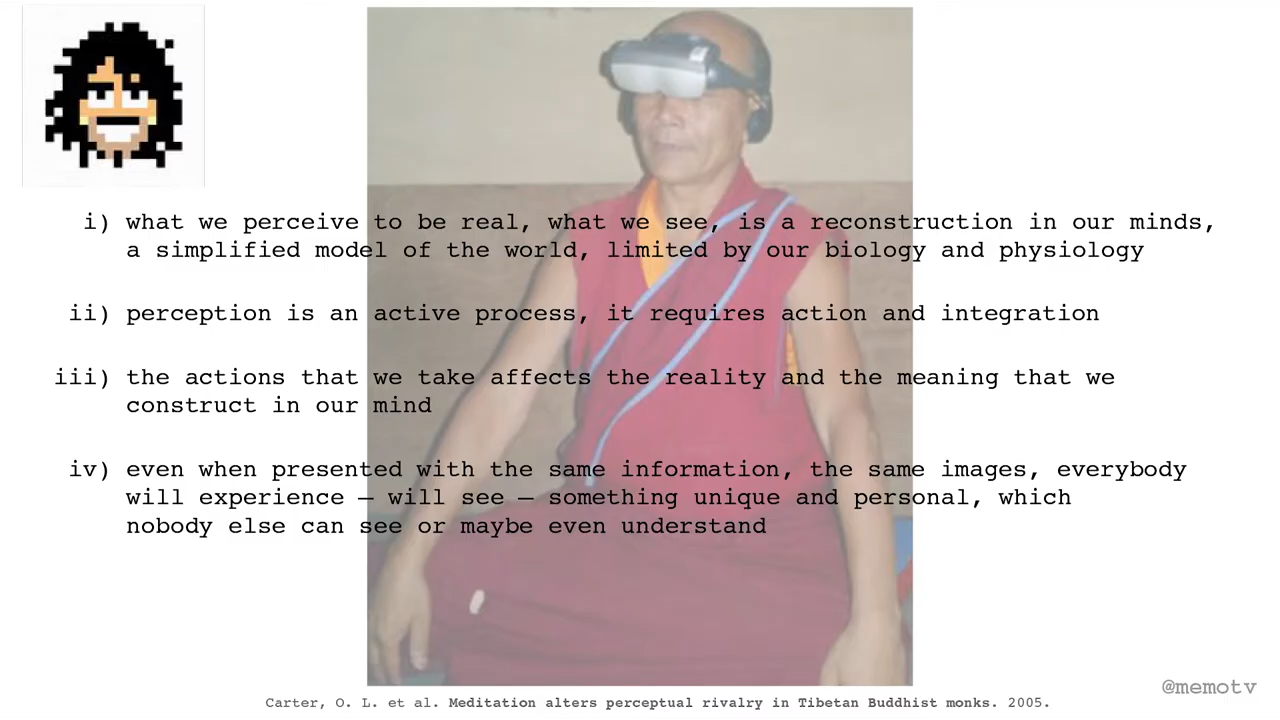 i) what we perceive to be real, what we see, is a reconstruction in our minds,
a simplified model of the world, limited by our biology and physiology
ii) perception is an active process, it requires action and integration
iii) the actions that we take affects the reality and the meaning that we
construct in our mind
iv) even when presented with the same information, the same images, everybody
will experience – will see – something unique and personal, which
nobody else can see or maybe even understand
@memotv
Carter, O. L. et al. Meditation alters perceptual rivalry in Tibetan Buddhist monks. 2005.